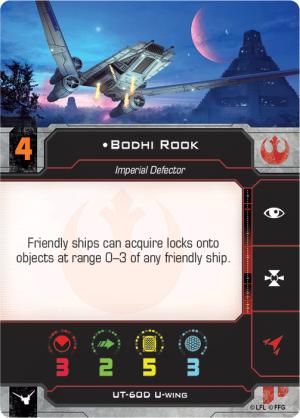 4
•Bodhi Rook
Imperial Defector
Friendly ships can acquire locks onto
objects at range 0–3 of any friendly ship.
3 2 5 3
UT-60D U-wing
©LFL ©FFG